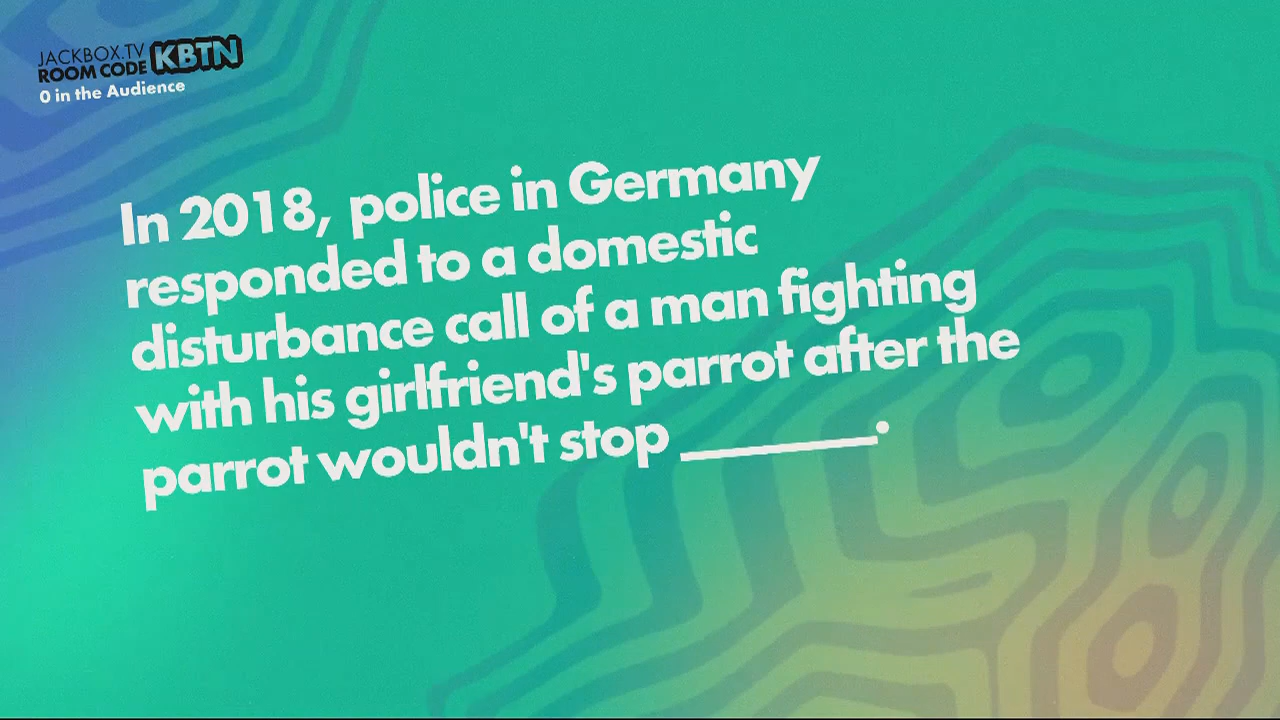 JACKBOX.TV
ROOM CODE KBTN
0 in the Audience
In 2018, police in Germany
responded to a domestic
disturbance call of a man fighting
with his girlfriend's parrot after the
parrot wouldn't stop ________.